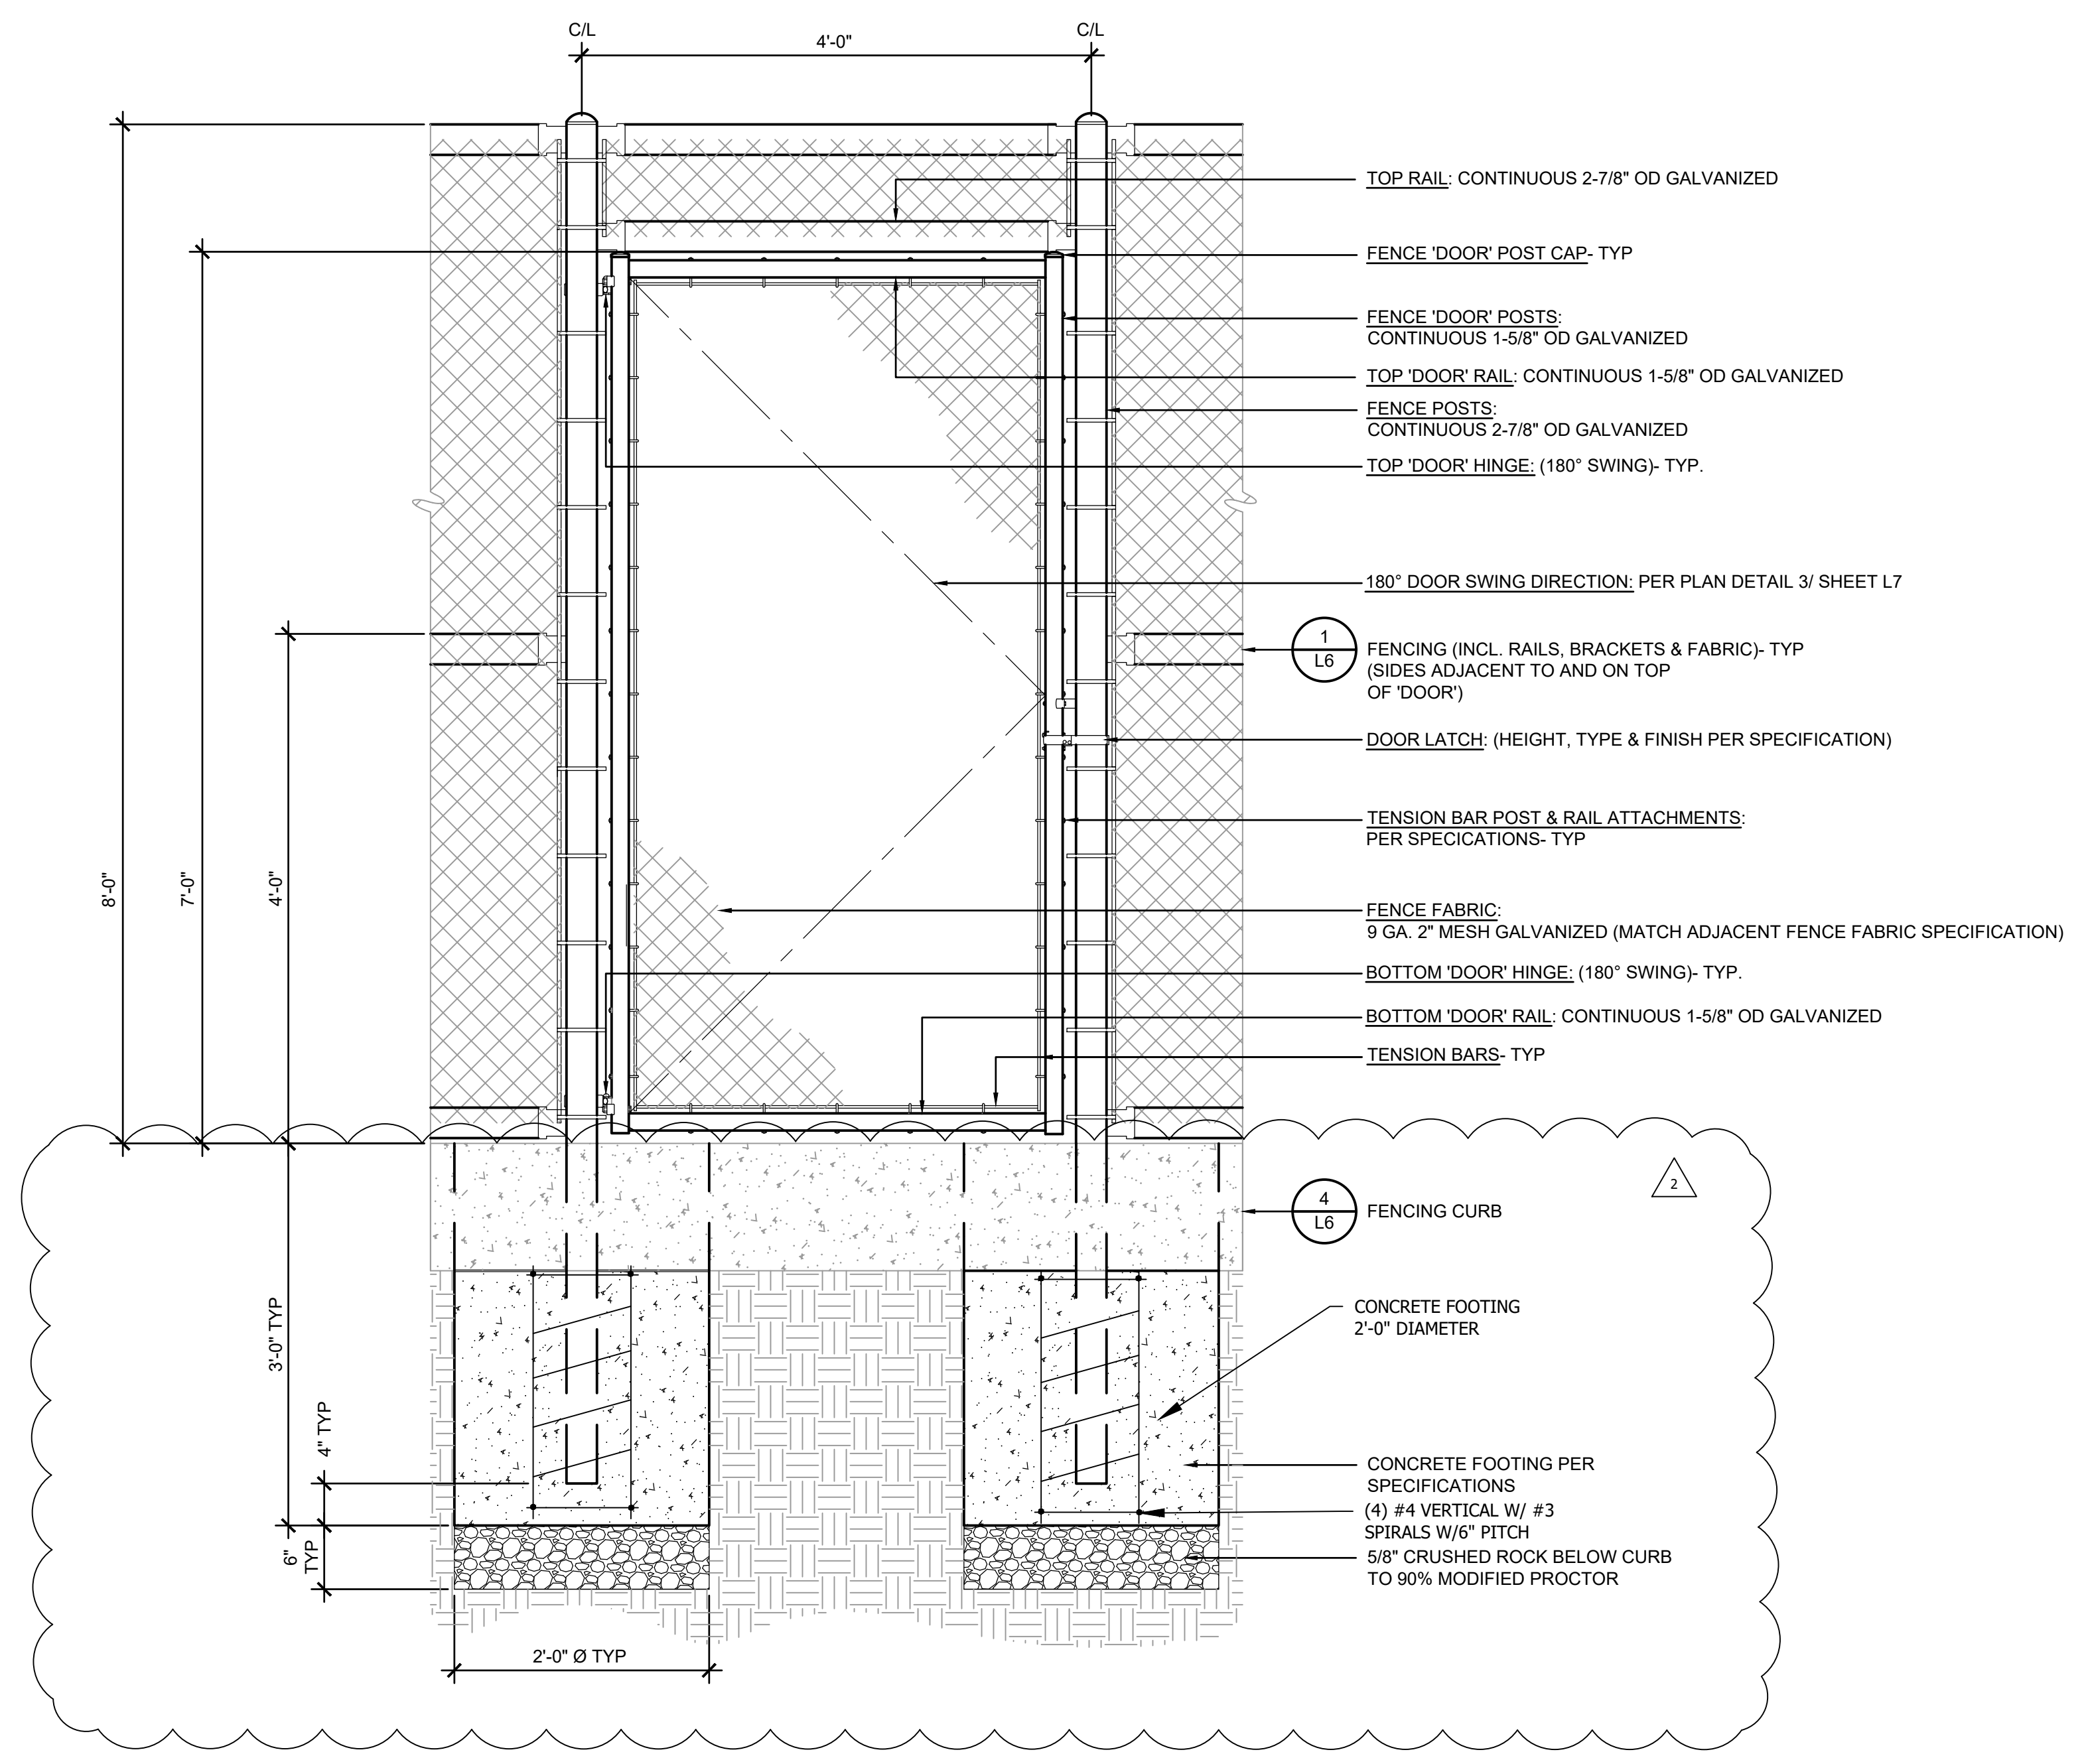 C/L
C/L
4'-0"
TOP RAIL: CONTINUOUS 2-7/8" OD GALVANIZED
FENCE 'DOOR' POST CAP- TYP
FENCE 'DOOR' POSTS:
CONTINUOUS 1-5/8" OD GALVANIZED
TOP 'DOOR' RAIL: CONTINUOUS 1-5/8" OD GALVANIZED
FENCE POSTS:
CONTINUOUS 2-7/8" OD GALVANIZED
TOP 'DOOR' HINGE: (180° SWING)- TYP.
180° DOOR SWING DIRECTION: PER PLAN DETAIL 3/ SHEET L7
1
L6
FENCING (INCL. RAILS, BRACKETS & FABRIC)- TYP
(SIDES ADJACENT TO AND ON TOP
OF 'DOOR')
DOOR LATCH: (HEIGHT, TYPE & FINISH PER SPECIFICATION)
TENSION BAR POST & RAIL ATTACHMENTS:
PER SPECICATIONS- TYP
8'-0"
7'-0"
4'-0"
FENCE FABRIC:
9 GA. 2" MESH GALVANIZED (MATCH ADJACENT FENCE FABRIC SPECIFICATION)
BOTTOM 'DOOR' HINGE: (180° SWING)- TYP.
BOTTOM 'DOOR' RAIL: CONTINUOUS 1-5/8" OD GALVANIZED
TENSION BARS- TYP
2
4
L6
FENCING CURB
3'-0" TYP
CONCRETE FOOTING
2'-0" DIAMETER
4" TYP
CONCRETE FOOTING PER
SPECIFICATIONS
(4) #4 VERTICAL W/ #3
SPIRALS W/6" PITCH
6"
TYP
5/8" CRUSHED ROCK BELOW CURB
TO 90% MODIFIED PROCTOR
2'-0" Ø TYP